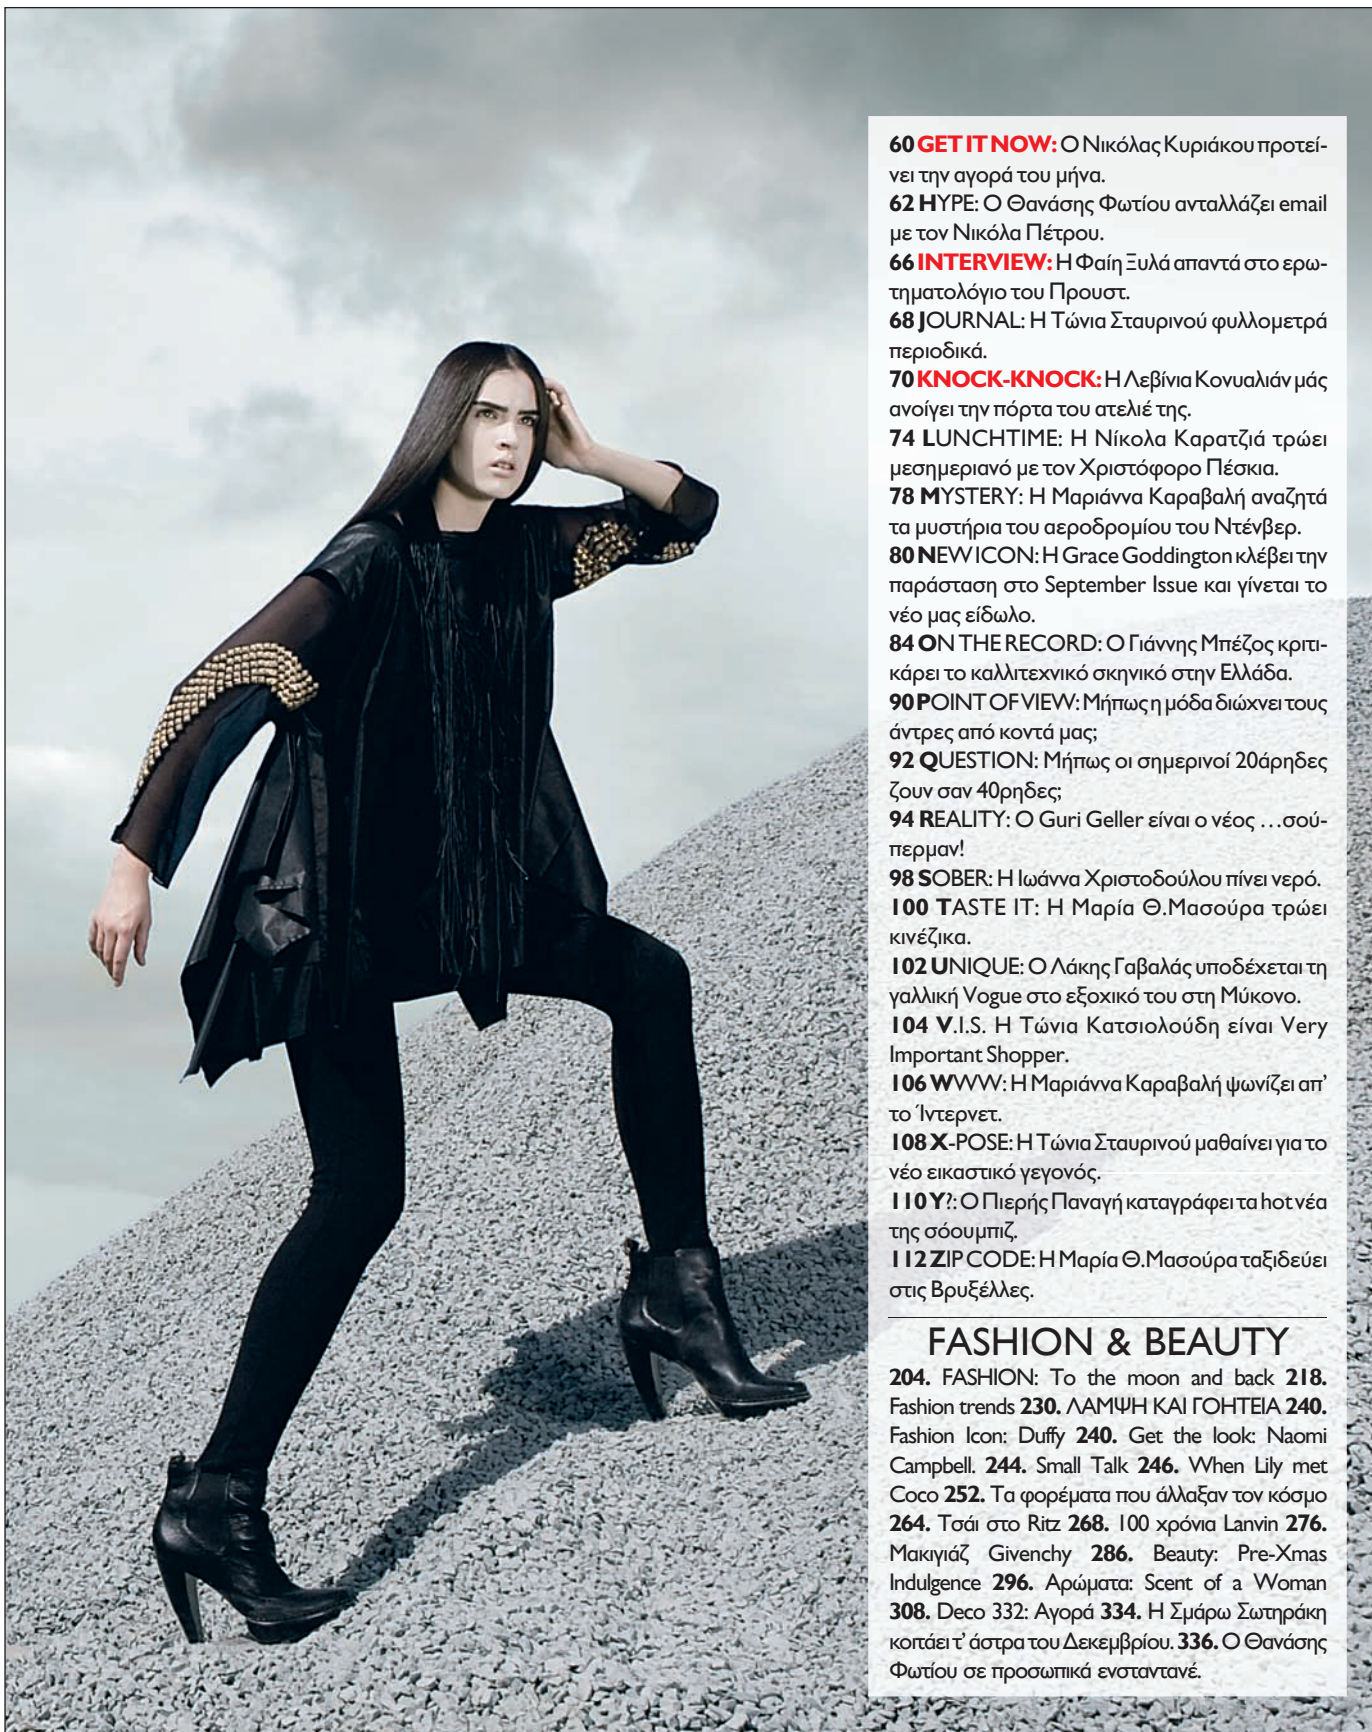 60 GET IT NOW: Ο Νικόλας Κυριάκου προτεί-
νει την αγορά του μήνα.
62 HYPE: Ο Θανάσης Φωτίου ανταλλάζει email
με τον Νικόλα Πέτρου.
66 INTERVIEW: Η Φαίη Ξυλά απαντά στο ερω-
τηματολόγιο του Προυστ.
68 JOURNAL: Η Τώνια Σταυρινού φυλλομετρά
περιοδικά.
70 KNOCK-KNOCK: Η Λεβίνια Κονυαλιάν μάς
ανοίγει την πόρτα του ατελιέ της.
74 LUNCHTIME: Η Νίκολα Καρατζιά τρώει
μεσημεριανό με τον Χριστόφορο Πέσκια.
78 MYSTERY: Η Μαριάννα Καραβαλή αναζητά
τα μυστήρια του αεροδρομίου του Ντένβερ.
80 NEW ICON: Η Grace Goddington κλέβει την
παράσταση στο September Issue και γίνεται το
νέο μας είδωλο.
84 ON THE RECORD: Ο Γιάννης Μπέζος κριτι-
κάρει το καλλιτεχνικό σκηνικό στην Ελλάδα.
90 POINT OF VIEW: Μήπως η μόδα διώχνει τους
άντρες από κοντά μας;
92 QUESTION: Μήπως οι σημερινοί 20άρηδες
ζουν σαν 40ρηδες;
94 REALITY: Ο Guri Geller είναι ο νέος …σού-
περμαν!
98 SOBER: Η Ιωάννα Χριστοδούλου πίνει νερό.
100 TASTE IT: Η Μαρία Θ.Μασούρα τρώει
κινέζικα.
102 UNIQUE: Ο Λάκης Γαβαλάς υποδέχεται τη
γαλλική Vogue στο εξοχικό του στη Μύκονο.
104 V.I.S. Η Τώνια Κατσιολούδη είναι Very
Important Shopper.
106 WWW: Η Μαριάννα Καραβαλή ψωνίζει απ'
το Ίντερνετ.
108 X-POSE: Η Τώνια Σταυρινού μαθαίνει για το
νέο εικαστικό γεγονός.
110 Y?: Ο Πιερής Παναγή καταγράφει τα hot νέα
της σόουμπιζ.
112 ZIP CODE: Η Μαρία Θ.Μασούρα ταξιδεύει
στις Βρυξέλλες.
FASHION & BEAUTY
204. FASHION: To the moon and back 218.
Fashion trends 230. ΛΑΜΨΗ ΚΑΙ ΓΟΗΤΕΙΑ 240.
Fashion Icon: Duffy 240. Get the look: Naomi
Campbell. 244. Small Talk 246. When Lily met
Coco 252. Τα φορέματα που άλλαξαν τον κόσμο
264. Τσάι στο Ritz 268. 100 χρόνια Lanvin 276.
Μακιγιάζ Givenchy 286. Beauty: Pre-Xmas
Indulgence 296. Αρώματα: Scent of a Woman
308. Deco 332: Αγορά 334. Η Σμάρω Σωτηράκη
κοιτάει τ' άστρα του Δεκεμβρίου. 336. Ο Θανάσης
Φωτίου σε προσωπικά ενσταντανέ.